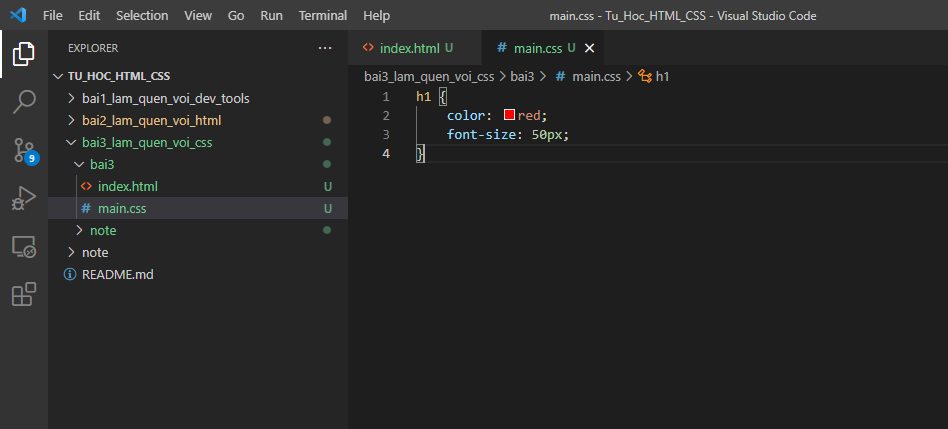 File Edit Selection View Go Run Terminal Help main.css - Tu_Hoc_HTML_CSS - Visual Studio Code
EXPLORER ···
index.html U main.css U
TU_HOC_HTML_CSS
bai3_lam_quen_voi_css > bai3 > # main.css > h1
bai1_lam_quen_voi_dev_tools
bai2_lam_quen_voi_html
bai3_lam_quen_voi_css
bai3
<> index.html U
# main.css U
note
note
README.md
9
1 h1 {
2 color: red;
3 font-size: 50px;
4 }